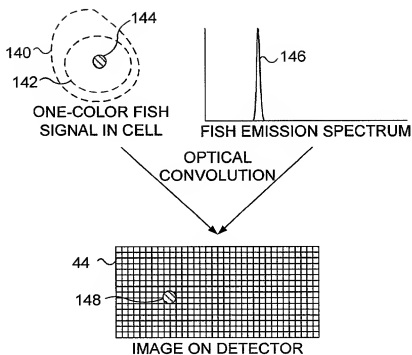 140
144
142
146
ONE-COLOR FISH
SIGNAL IN CELL
FISH EMISSION SPECTRUM
OPTICAL
CONVOLUTION
44
148
IMAGE ON DETECTOR